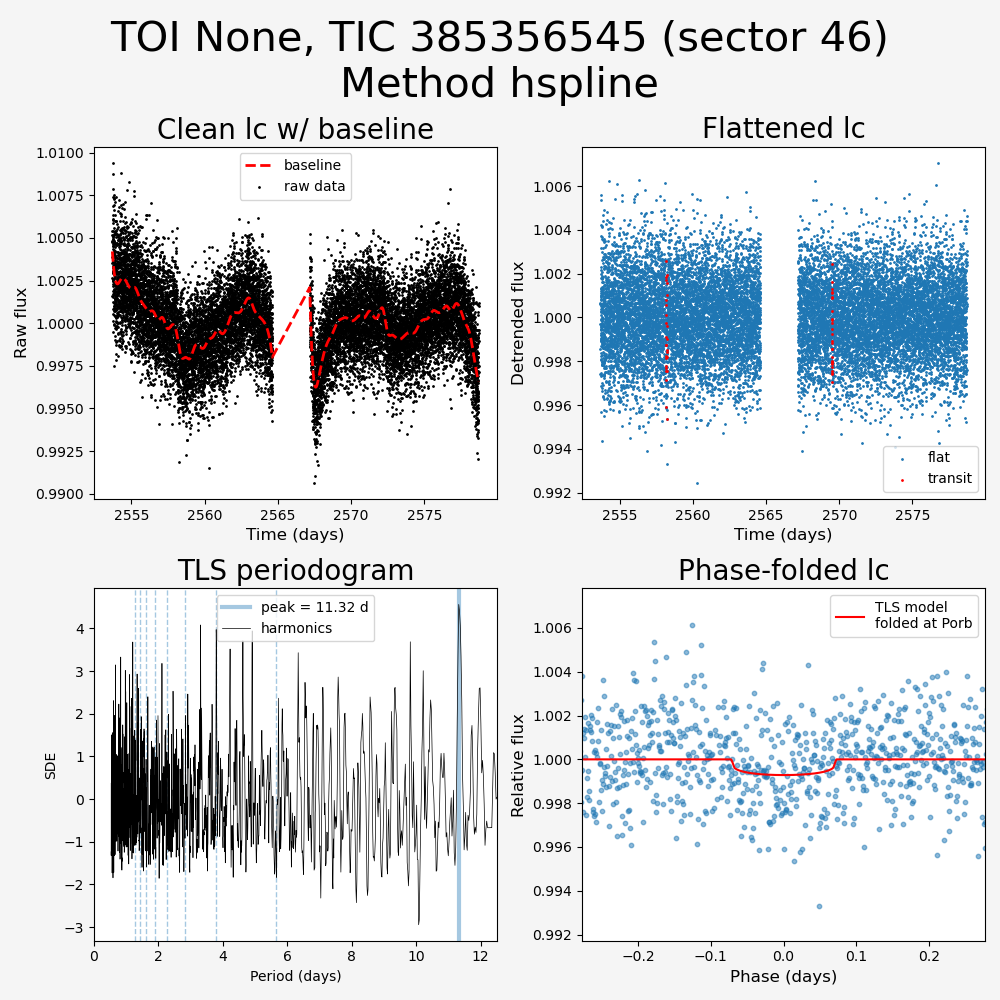 TOI None, TIC 385356545 (sector 46)
Method hspline
Clean lc w/ baseline
1.0100
1.0075
1.0050
1.0025
1.0000
0.9975
0.9950
0.9925
0.9900
Raw flux
baseline
raw data
2555
2560
2565
2570
2575
Time (days)
Flattened lc
1.006
1.004
1.002
1.000
0.998
0.996
0.994
0.992
Detrended flux
flat
transit
2555
2560
2565
2570
2575
Time (days)
TLS periodogram
4
3
2
1
0
−1
−2
−3
SDE
peak = 11.32 d
harmonics
0
2
4
6
8
10
12
Period (days)
Phase-folded lc
1.006
1.004
1.002
1.000
0.998
0.996
0.994
0.992
Relative flux
TLS model
folded at Porb
−0.2
−0.1
0.0
0.1
0.2
Phase (days)